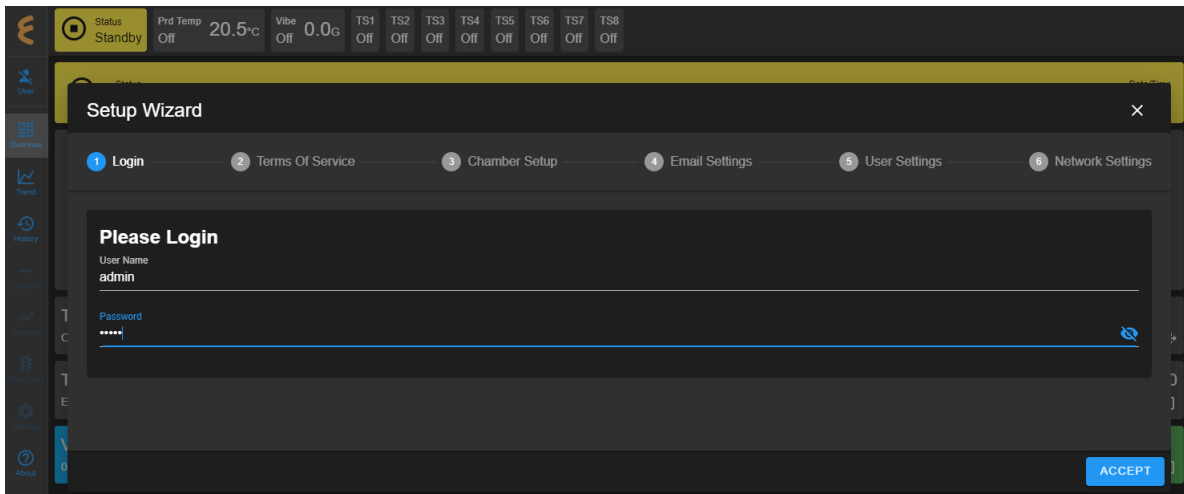 Status
Standby
Prd Temp
Off
20.5°C
Vibe
Off
0.0G
TS1
Off
TS2
Off
TS3
Off
TS4
Off
TS5
Off
TS6
Off
TS7
Off
TS8
Off
User
Overview
Trend
History
About
Setup Wizard
1 Login
2 Terms Of Service
3 Chamber Setup
4 Email Settings
5 User Settings
6 Network Settings
Please Login
User Name
admin
Password
•••••
ACCEPT